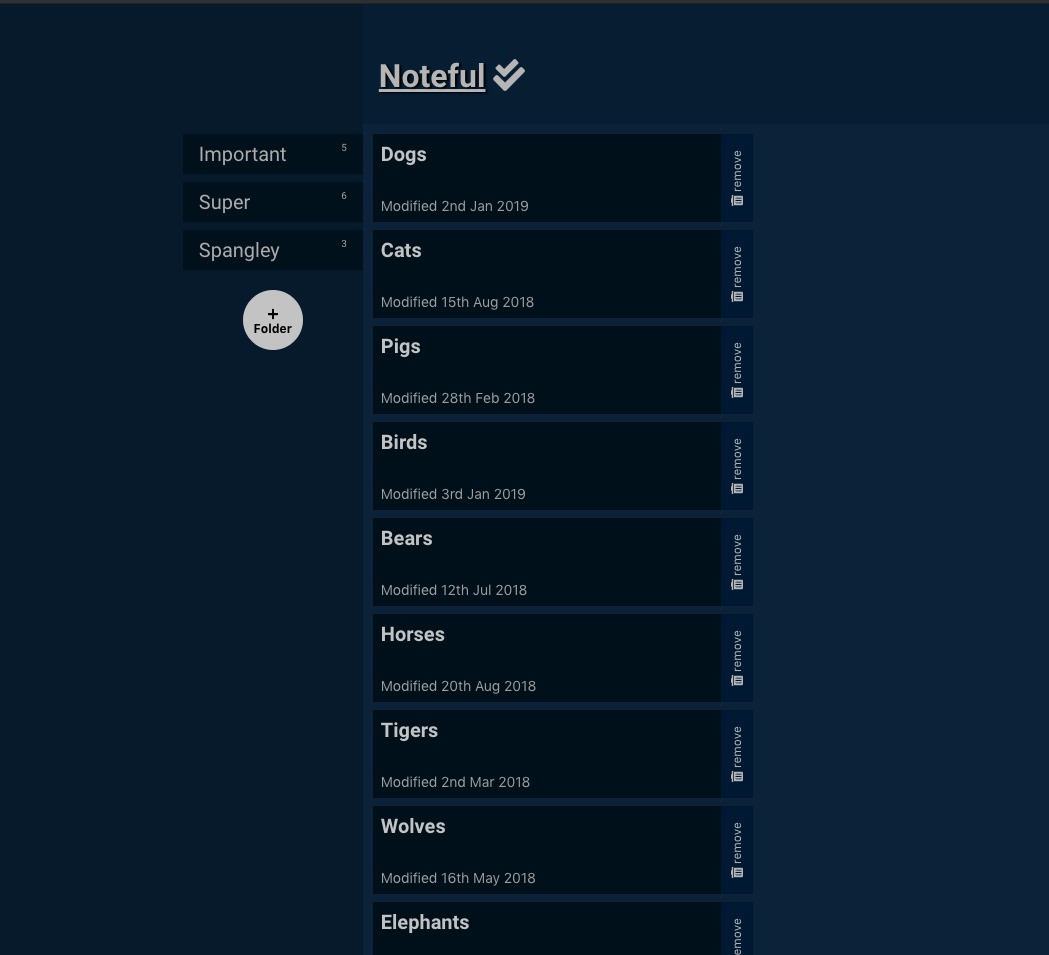 Noteful
Important 5
Super 6
Spangley 3
+
Folder
Dogs
Modified 2nd Jan 2019
remove
Cats
Modified 15th Aug 2018
remove
Pigs
Modified 28th Feb 2018
remove
Birds
Modified 3rd Jan 2019
remove
Bears
Modified 12th Jul 2018
remove
Horses
Modified 20th Aug 2018
remove
Tigers
Modified 2nd Mar 2018
remove
Wolves
Modified 16th May 2018
remove
Elephants
emove